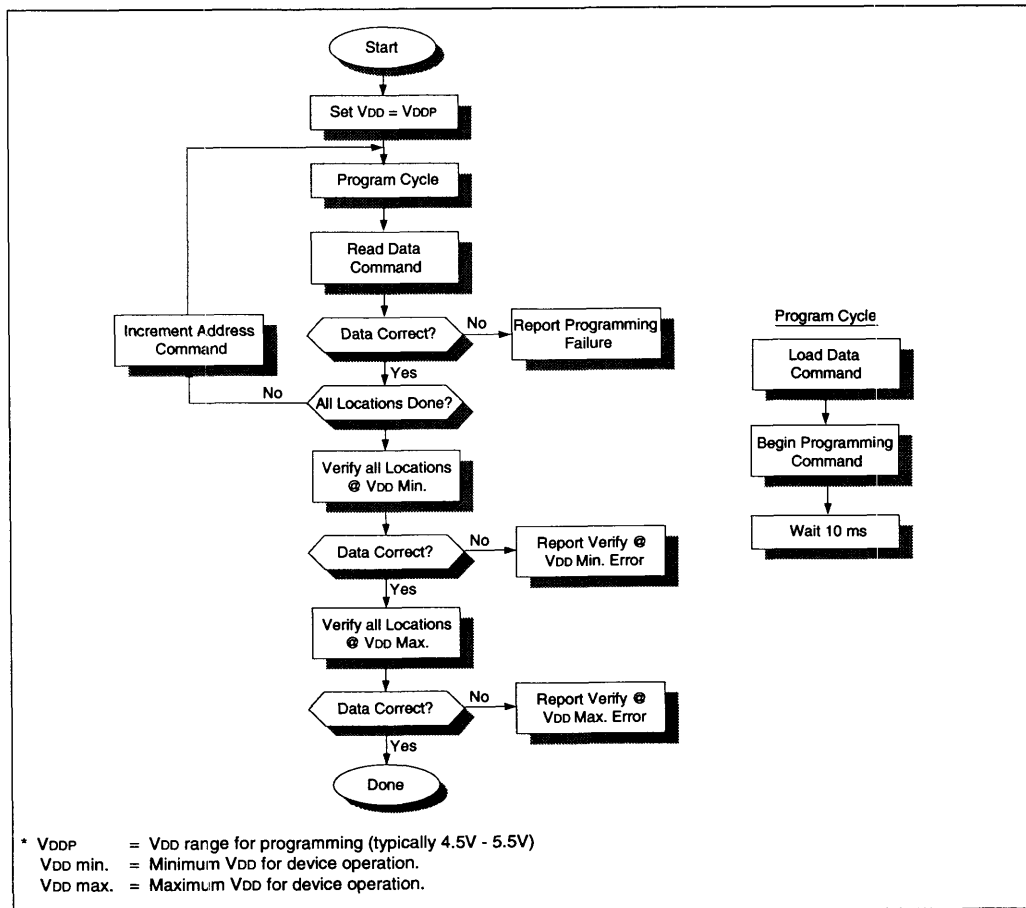 Start
Set VDD = VDDP
Program Cycle
Read Data
Command
Increment Address
Command
Data Correct?
No
Report Programming
Failure
Yes
No
All Locations Done?
Verify all Locations
@ VDD Min.
Data Correct?
No
Report Verify @
VDD Min. Error
Yes
Verify all Locations
@ VDD Max.
Data Correct?
No
Report Verify @
VDD Max. Error
Yes
Done
Program Cycle
Load Data
Command
Begin Programming
Command
Wait 10 ms
* VDDP = VDD range for programming (typically 4.5V - 5.5V)
VDD min. = Minimum VDD for device operation.
VDD max. = Maximum VDD for device operation.